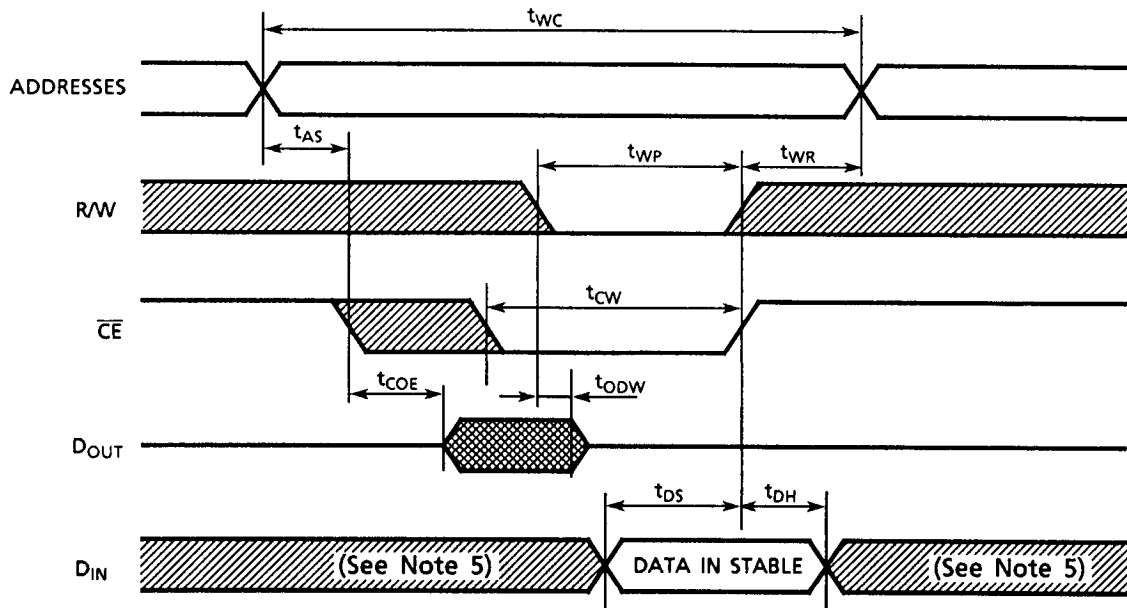 tWC
ADDRESSES
tAS
tWP
tWR
R/W
tCW
CE
tCOE
tODW
DOUT
tDS
tDH
DIN
(See Note 5)
DATA IN STABLE
(See Note 5)